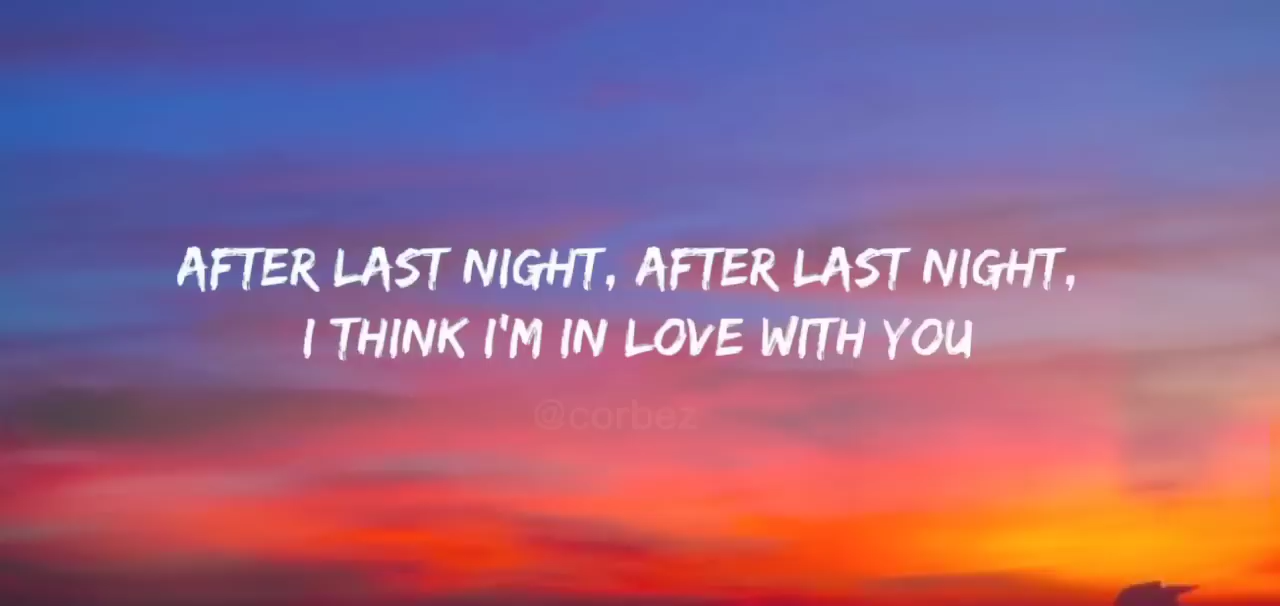 AFTER LAST NIGHT, AFTER LAST NIGHT,
I THINK I'M IN LOVE WITH YOU
@corbez